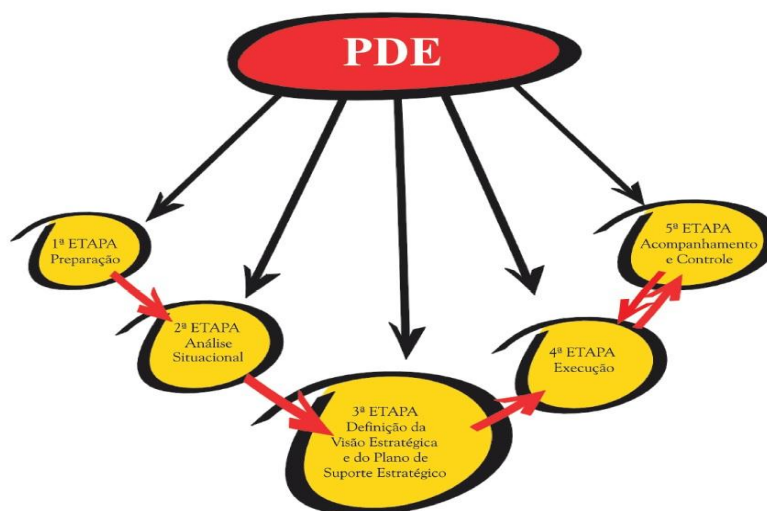 PDE
1ª ETAPA
Preparação
2ª ETAPA
Análise
Situacional
3ª ETAPA
Definição da
Visão Estratégica
e do Plano de
Suporte Estratégico
4ª ETAPA
Execução
5ª ETAPA
Acompanhamento
e Controle